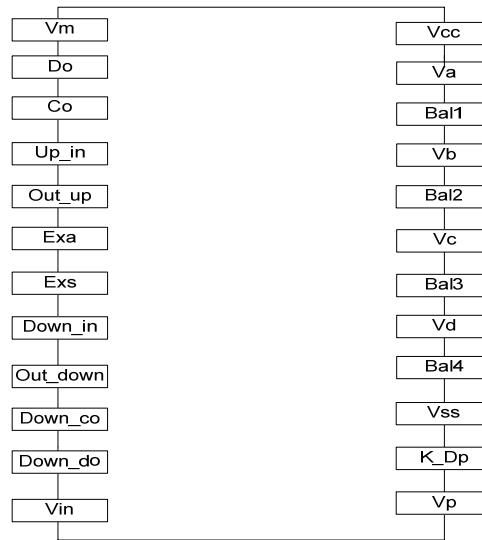 Vm
Do
Co
Up_in
Out_up
Exa
Exs
Down_in
Out_down
Down_co
Down_do
Vin
Vcc
Va
Bal1
Vb
Bal2
Vc
Bal3
Vd
Bal4
Vss
K_Dp
Vp